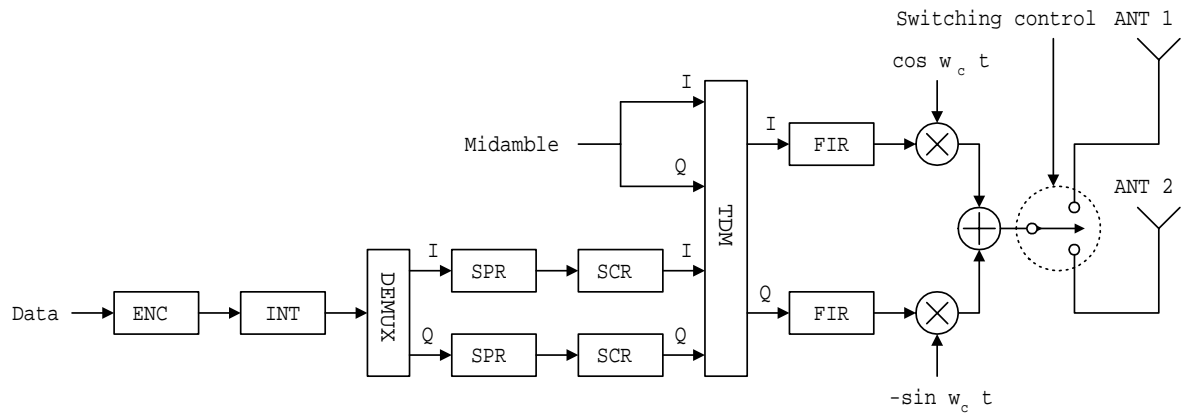 Switching control ANT 1
cos w c t
I
I
Midamble
FIR
Q
ANT 2
TDM
I
I
SPR
SCR
DEMUX
Q
Data
ENC
INT
FIR
Q
Q
SPR
SCR
-sin w c t